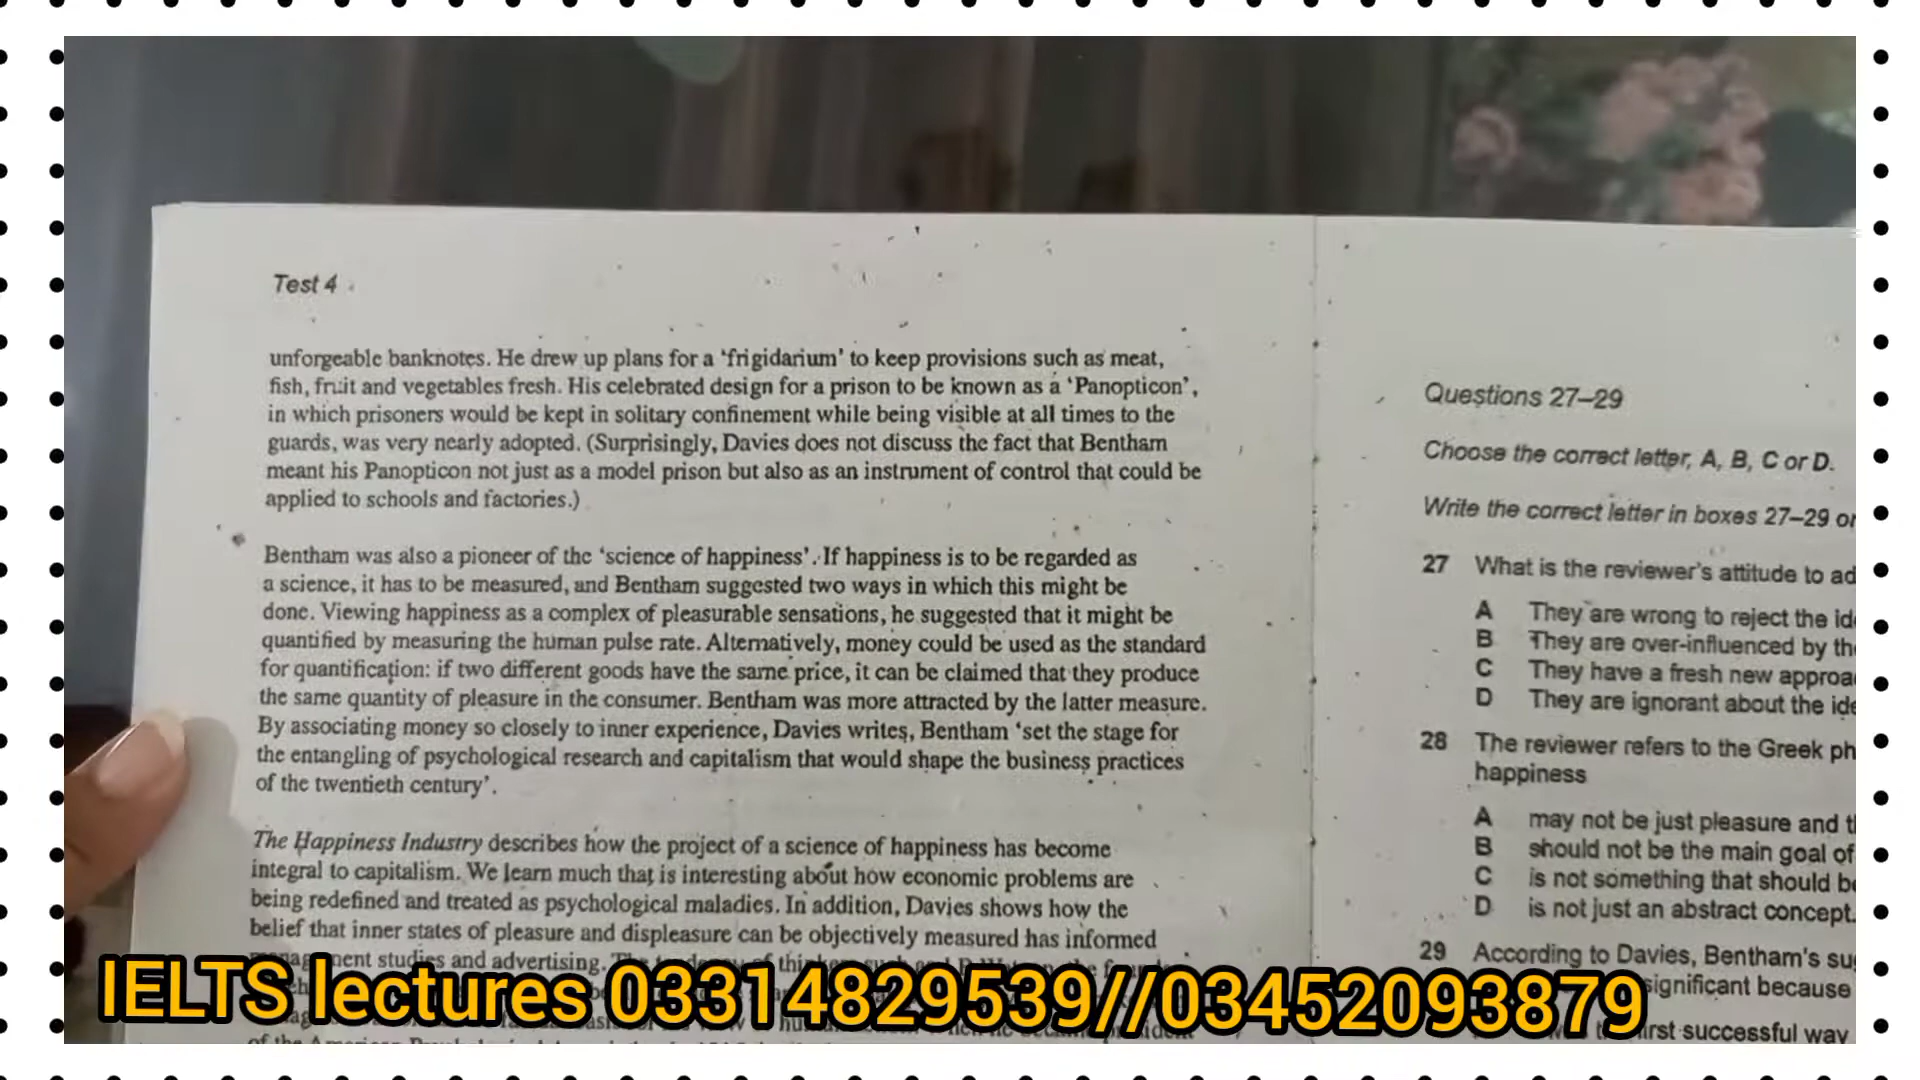 Test 4
unforgeable banknotes. He drew up plans for a ‘frigidarium’ to keep provisions such as meat,
fish, fruit and vegetables fresh. His celebrated design for a prison to be known as a ‘Panopticon’,
in which prisoners would be kept in solitary confinement while being visible at all times to the
guards, was very nearly adopted. (Surprisingly, Davies does not discuss the fact that Bentham
meant his Panopticon not just as a model prison but also as an instrument of control that could be
applied to schools and factories.)
Bentham was also a pioneer of the ‘science of happiness’. If happiness is to be regarded as
a science, it has to be measured, and Bentham suggested two ways in which this might be
done. Viewing happiness as a complex of pleasurable sensations, he suggested that it might be
quantified by measuring the human pulse rate. Alternatively, money could be used as the standard
for quantification: if two different goods have the same price, it can be claimed that they produce
the same quantity of pleasure in the consumer. Bentham was more attracted by the latter measure.
By associating money so closely to inner experience, Davies writes, Bentham ‘set the stage for
the entangling of psychological research and capitalism that would shape the business practices
of the twentieth century’.
The Happiness Industry describes how the project of a science of happiness has become
integral to capitalism. We learn much that is interesting about how economic problems are
being redefined and treated as psychological maladies. In addition, Davies shows how the
belief that inner states of pleasure and displeasure can be objectively measured has informed
studies and advertising.
of the
Questions 27–29
Choose the correct letter, A, B, C or D.
Write the correct letter in boxes 27–29
27 What is the reviewer’s attitude to
A They are wrong to reject the
B They are over-influenced by
C They have a fresh new
D They are ignorant about the
28 The reviewer refers to the Greek
happiness
A may not be just pleasure and
B should not be the main goal of
C is not something that should
D is not just an abstract concept.
29 According to Davies, Bentham’s
significant because
first successful way
IELTS lectures 03314829539//03452093879